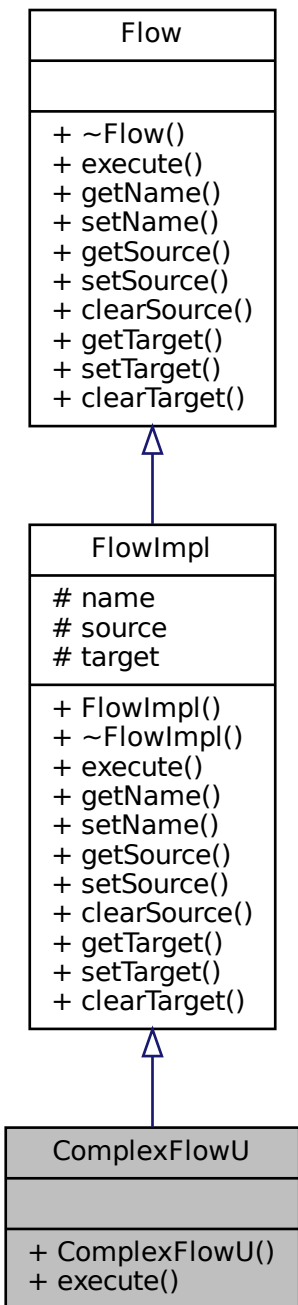 Flow
+ ~Flow()
+ execute()
+ getName()
+ setName()
+ getSource()
+ setSource()
+ clearSource()
+ getTarget()
+ setTarget()
+ clearTarget()
FlowImpl
# name
# source
# target
+ FlowImpl()
+ ~FlowImpl()
+ execute()
+ getName()
+ setName()
+ getSource()
+ setSource()
+ clearSource()
+ getTarget()
+ setTarget()
+ clearTarget()
ComplexFlowU
+ ComplexFlowU()
+ execute()